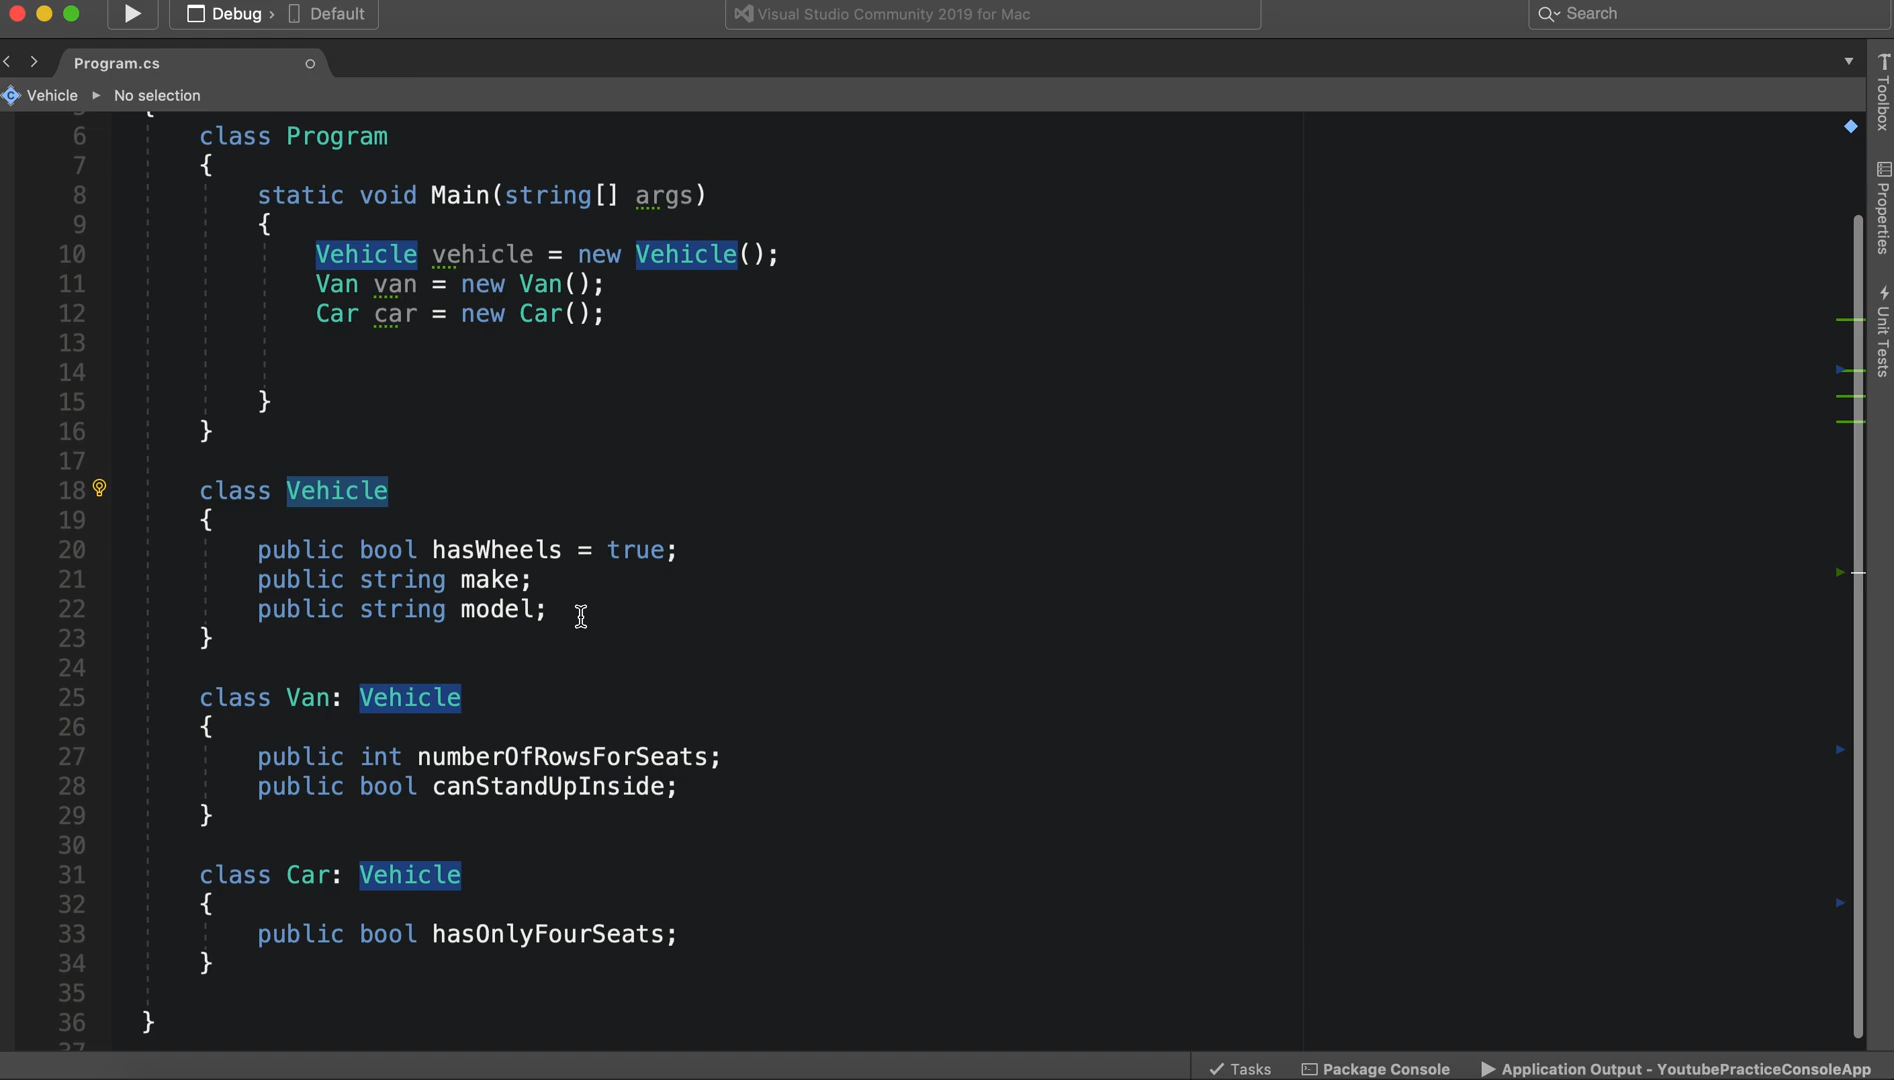 Debug › Default
Visual Studio Community 2019 for Mac
Search
Program.cs
Vehicle ▸ No selection
6 class Program
7 {
8 static void Main(string[] args)
9 {
10 Vehicle vehicle = new Vehicle();
11 Van van = new Van();
12 Car car = new Car();
13
14
15 }
16 }
17
18 class Vehicle
19 {
20 public bool hasWheels = true;
21 public string make;
22 public string model;
23 }
24
25 class Van: Vehicle
26 {
27 public int numberOfRowsForSeats;
28 public bool canStandUpInside;
29 }
30
31 class Car: Vehicle
32 {
33 public bool hasOnlyFourSeats;
34 }
35
36 }
Toolbox
Properties
Unit Tests
Tasks
Package Console
Application Output - YoutubePracticeConsoleApp